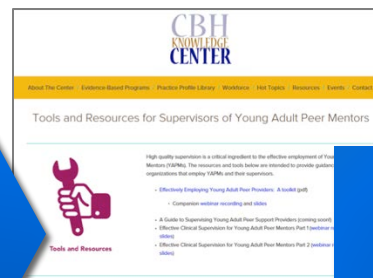 CBH
KNOWLEDGE
CENTER
About The Center Evidence-Based Programs Practice Profile Library Workforce Hot Topics Resources Events Contact
Tools and Resources for Supervisors of Young Adult Peer Mentors
High quality supervision is a critical ingredient to the effective employment of You
Mentors (YAPMs). The resources and tools below are intended to provide guidanc
organizations that employ YAPMs and their supervisors.
• Effectively Employing Young Adult Peer Providers: A toolkit (pdf)
◦ Companion webinar recording and slides
• A Guide to Supervising Young Adult Peer Support Providers (coming soon)
• Effective Clinical Supervision for Young Adult Peer Mentors Part 1 (webinar r
slides)
• Effective Clinical Supervision for Young Adult Peer Mentors Part 2 (webinar r
slides)
Tools and Resources